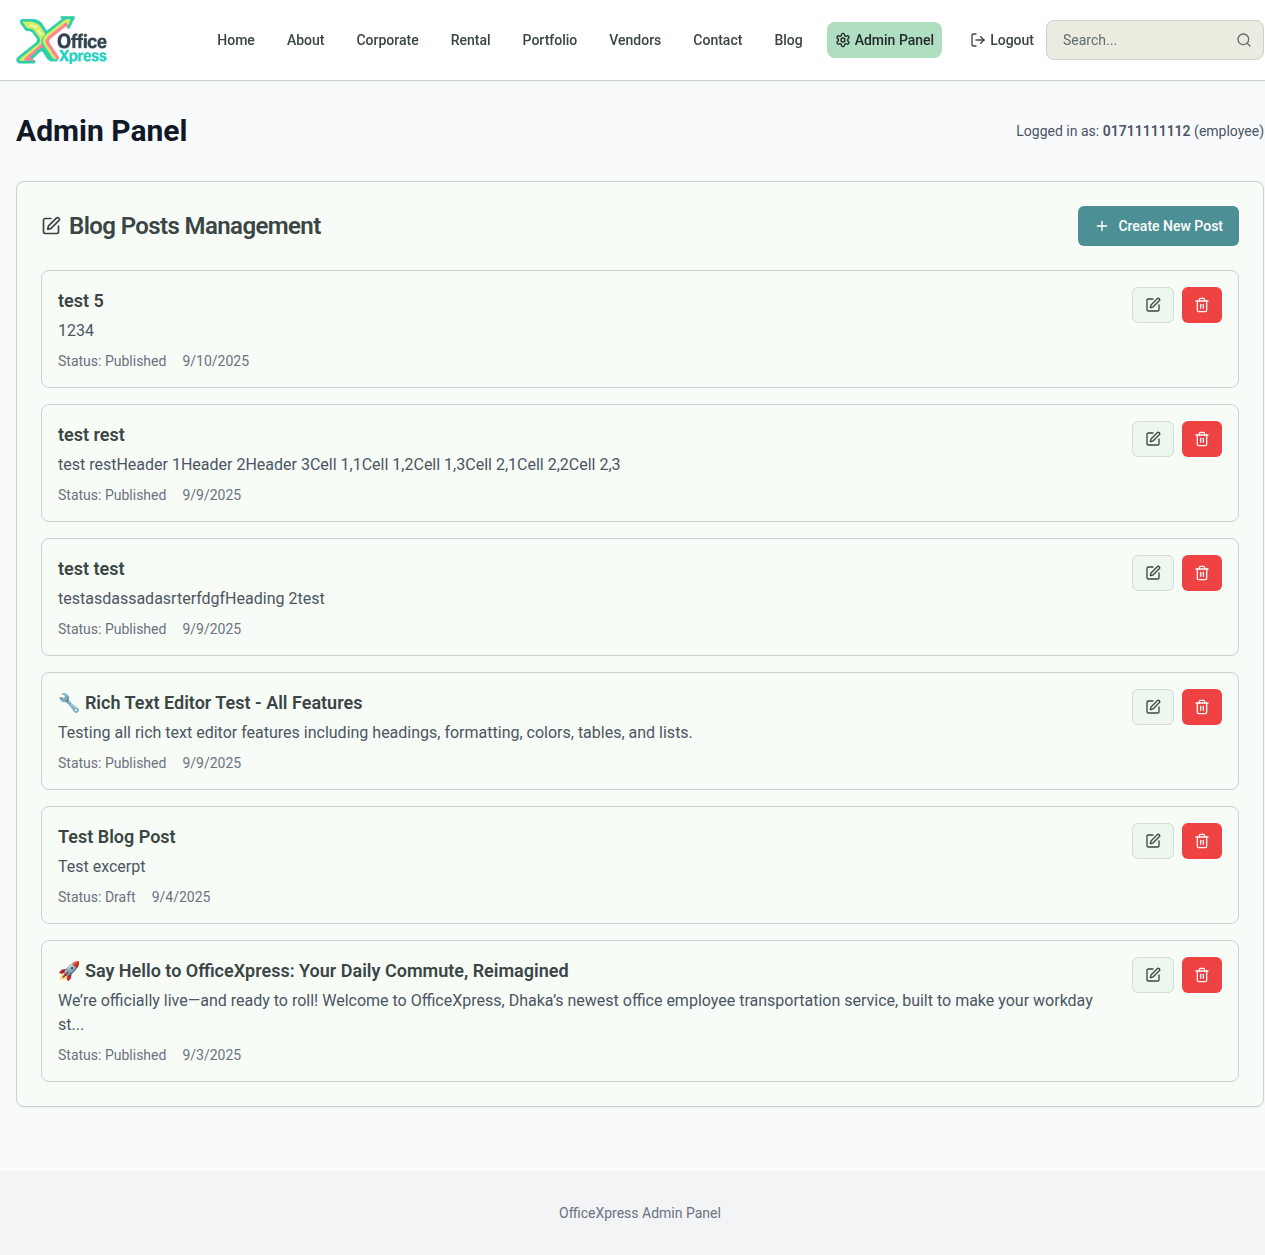 Office
Xpress
Home About Corporate Rental Portfolio Vendors Contact Blog Admin Panel Logout Search...
Admin Panel
Logged in as: 01711111112 (employee)
Blog Posts Management
Create New Post
test 5
1234
Status: Published 9/10/2025
test rest
test restHeader 1Header 2Header 3Cell 1,1Cell 1,2Cell 1,3Cell 2,1Cell 2,2Cell 2,3
Status: Published 9/9/2025
test test
testasdassadasrterfdgfHeading 2test
Status: Published 9/9/2025
🔧 Rich Text Editor Test - All Features
Testing all rich text editor features including headings, formatting, colors, tables, and lists.
Status: Published 9/9/2025
Test Blog Post
Test excerpt
Status: Draft 9/4/2025
🚀 Say Hello to OfficeXpress: Your Daily Commute, Reimagined
We’re officially live—and ready to roll! Welcome to OfficeXpress, Dhaka’s newest office employee transportation service, built to make your workday
st...
Status: Published 9/3/2025
OfficeXpress Admin Panel